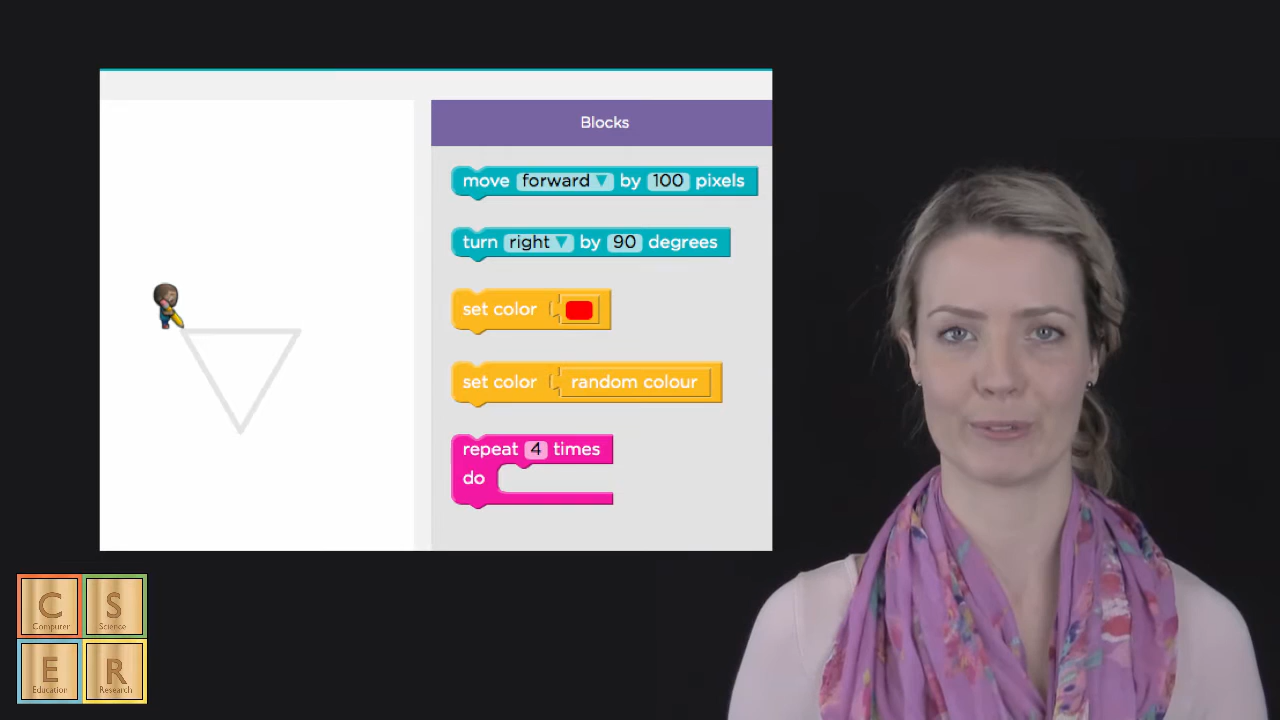 Blocks
move forward by 100 pixels
turn right by 90 degrees
set color
set color random colour
repeat 4 times
do
C S
Computer Science
E R
Education Research